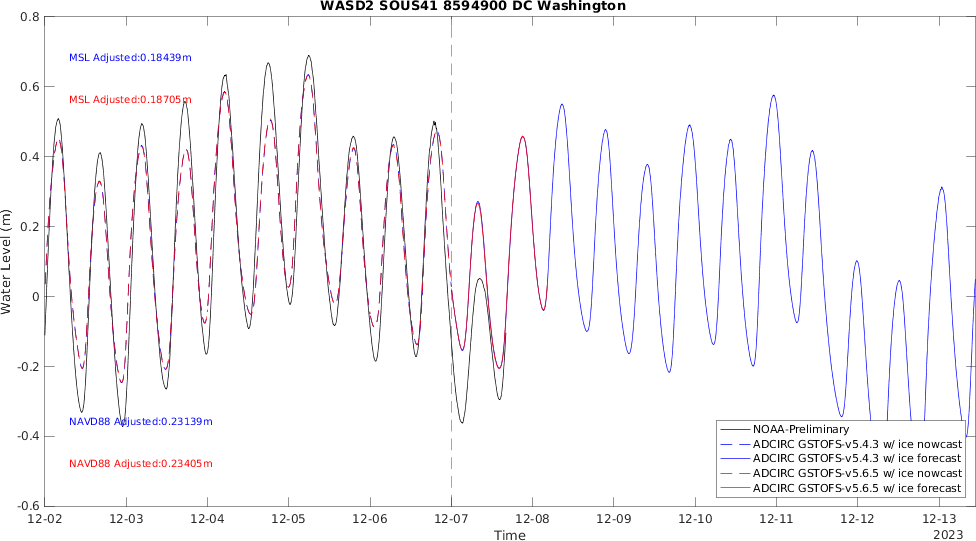 WASD2 SOUS41 8594900 DC Washington
0.8
0.6
0.4
0.2
0
-0.2
-0.4
-0.6
Water Level (m)
MSL Adjusted:0.18439m
MSL Adjusted:0.18705m
NAVD88 Adjusted:0.23139m
NAVD88 Adjusted:0.23405m
NOAA-Preliminary
ADCIRC GSTOFS-v5.4.3 w/ ice nowcast
ADCIRC GSTOFS-v5.4.3 w/ ice forecast
ADCIRC GSTOFS-v5.6.5 w/ ice nowcast
ADCIRC GSTOFS-v5.6.5 w/ ice forecast
12-02 12-03 12-04 12-05 12-06 12-07 12-08 12-09 12-10 12-11 12-12 12-13
Time
2023